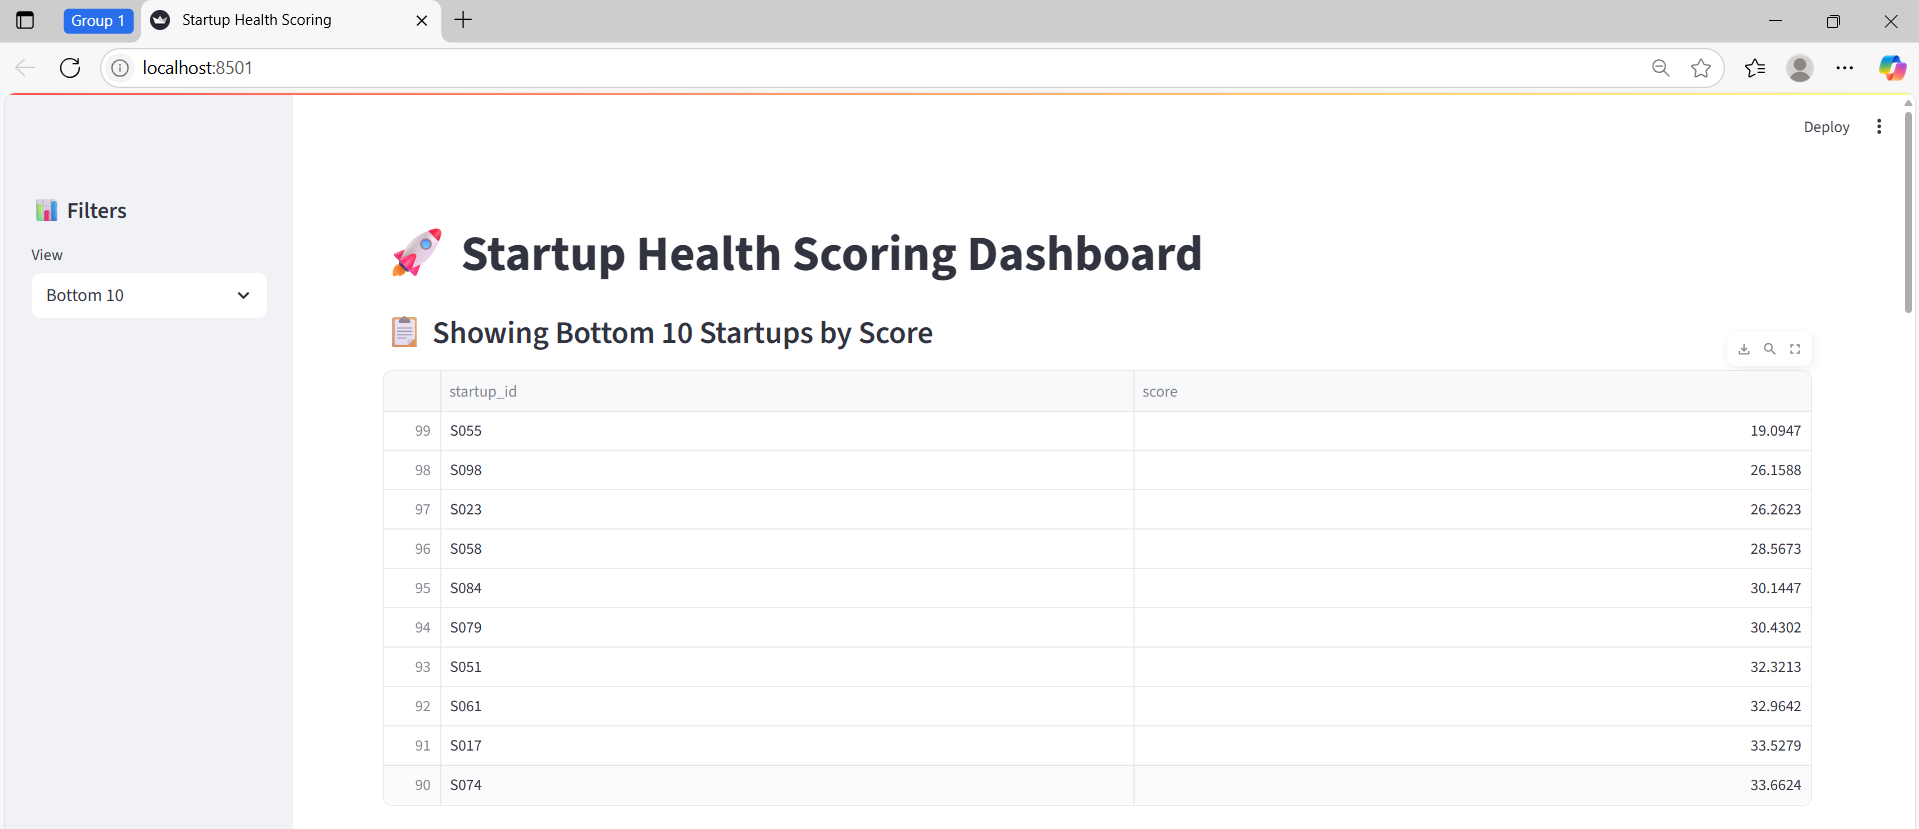 Group 1
Startup Health Scoring
localhost:8501
Deploy
Filters
View
Bottom 10
Startup Health Scoring Dashboard
Showing Bottom 10 Startups by Score
startup_id score
99 S055 19.0947
98 S098 26.1588
97 S023 26.2623
96 S058 28.5673
95 S084 30.1447
94 S079 30.4302
93 S051 32.3213
92 S061 32.9642
91 S017 33.5279
90 S074 33.6624